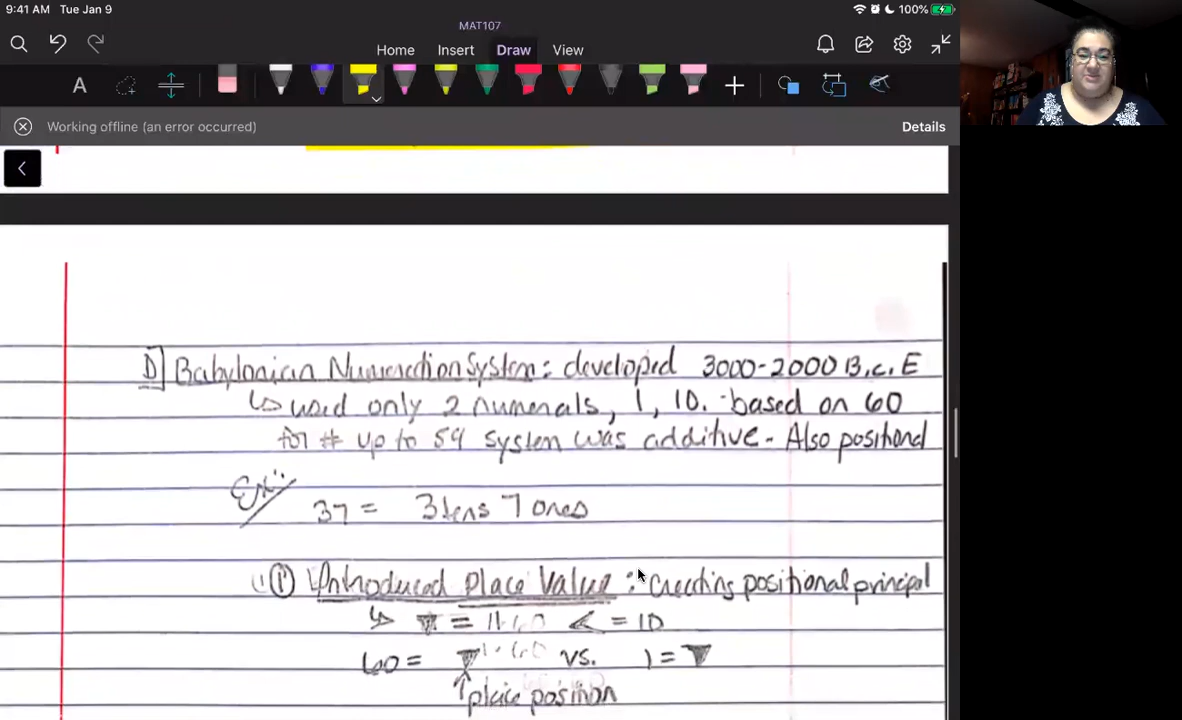 9:41 AM Tue Jan 9
100%
MAT107
Home Insert Draw View
A
Working offline (an error occurred)
Details
D] Babylonian Numeration System: developed 3000-2000 B.C.E
↳ used only 2 numerals, 1, 10. based on 60
for # up to 59 system was additive - Also positional
Ex:
37 = 3 tens 7 ones
① Introduced Place Value: creating positional principal
↳ ▼ = < = 10
60 = ▼ vs. 1 = ▼
↑ place position